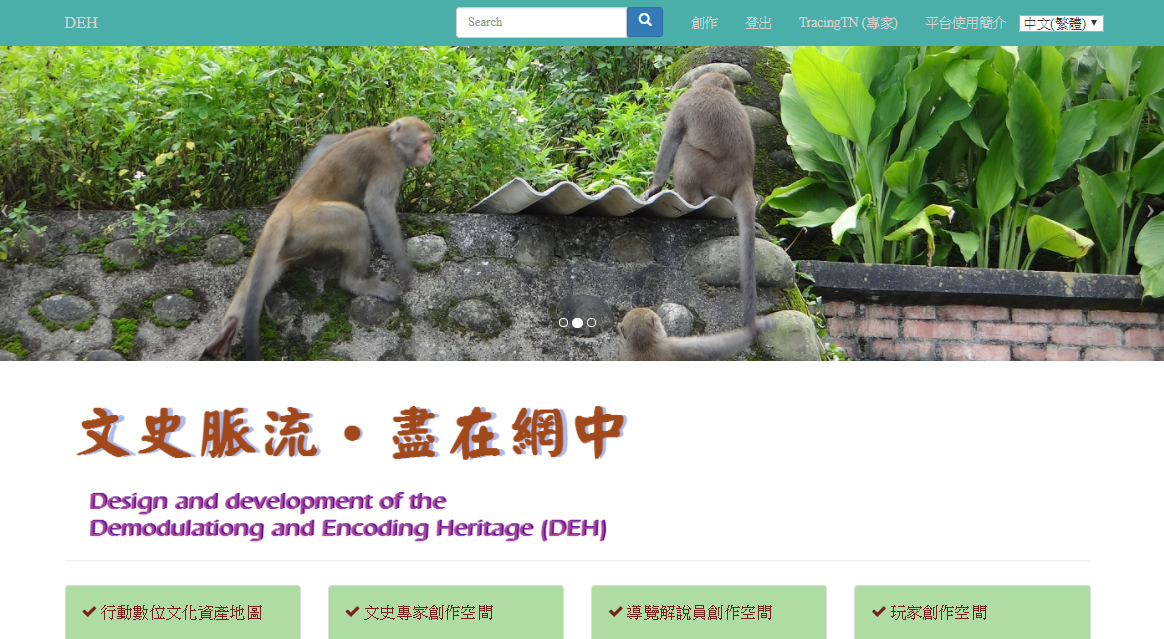 DEH
Search
創作
登出
TracingTN (專家)
平台使用簡介
中文(繁體)
文史脈流・盡在網中
Design and development of the
Demodulationg and Encoding Heritage (DEH)
行動數位文化資產地圖
文史專家創作空間
導覽解說員創作空間
玩家創作空間